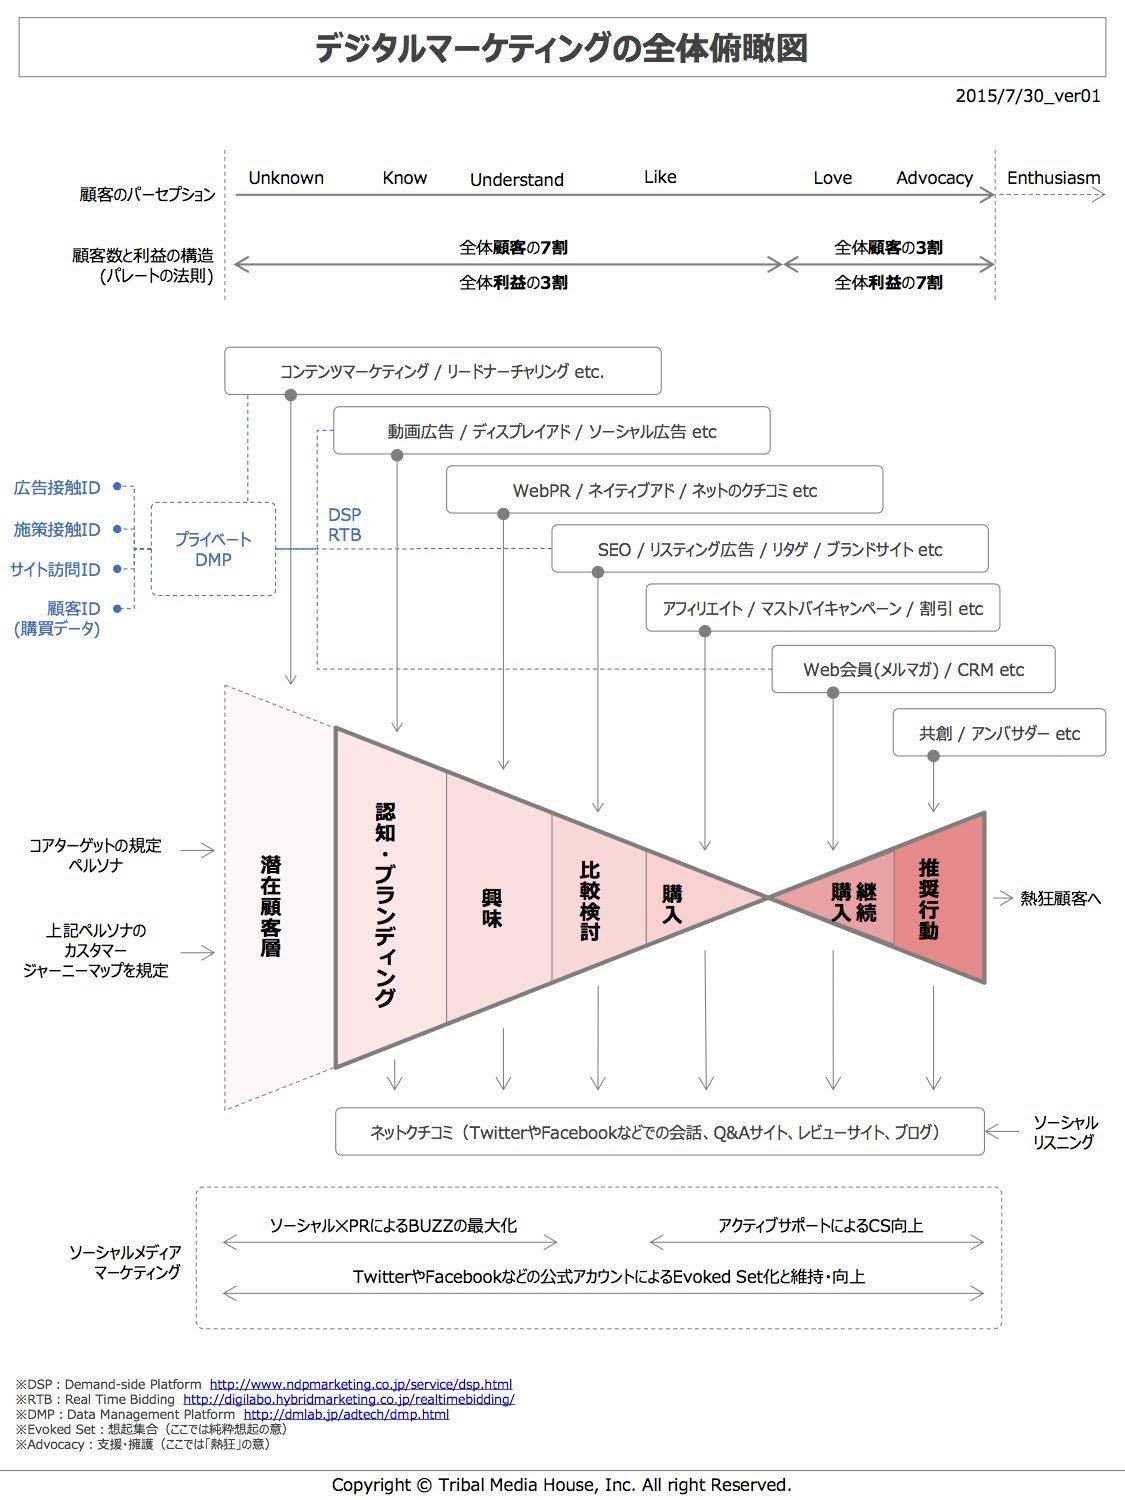 デジタルマーケティングの全体俯瞰図
2015/7/30_ver01
顧客のパーセプション
Unknown
Know
Understand
Like
Love
Advocacy
Enthusiasm
顧客数と利益の構造
(パレートの法則)
全体顧客の7割
全体利益の3割
全体顧客の3割
全体利益の7割
コンテンツマーケティング / リードナーチャリング etc.
動画広告 / ディスプレイアド / ソーシャル広告 etc
WebPR / ネイティブアド / ネットのクチコミ etc
SEO / リスティング広告 / リタゲ / ブランドサイト etc
アフィリエイト / マストバイキャンペーン / 割引 etc
Web会員(メルマガ) / CRM etc
共創 / アンバサダー etc
広告接触ID
施策接触ID
サイト訪問ID
顧客ID
(購買データ)
プライベート
DMP
DSP
RTB
コアターゲットの規定
ペルソナ
上記ペルソナの
カスタマー
ジャーニーマップを規定
潜在顧客層
認知・ブランディング
興味
比較検討
購入
継続
購入
推奨行動
熱狂顧客へ
ネットクチコミ（TwitterやFacebookなどでの会話、Q&Aサイト、レビューサイト、ブログ）
ソーシャル
リスニング
ソーシャルメディア
マーケティング
ソーシャル×PRによるBUZZの最大化
アクティブサポートによるCS向上
TwitterやFacebookなどの公式アカウントによるEvoked Set化と維持・向上
※DSP：Demand-side Platform http://www.ndpmarketing.co.jp/service/dsp.html
※RTB：Real Time Bidding http://digilabo.hybridmarketing.co.jp/realtimebidding/
※DMP：Data Management Platform http://dmlab.jp/adtech/dmp.html
※Evoked Set：想起集合（ここでは純粋想起の意）
※Advocacy：支援・擁護（ここでは「熱狂」の意）
Copyright © Tribal Media House, Inc. All right Reserved.